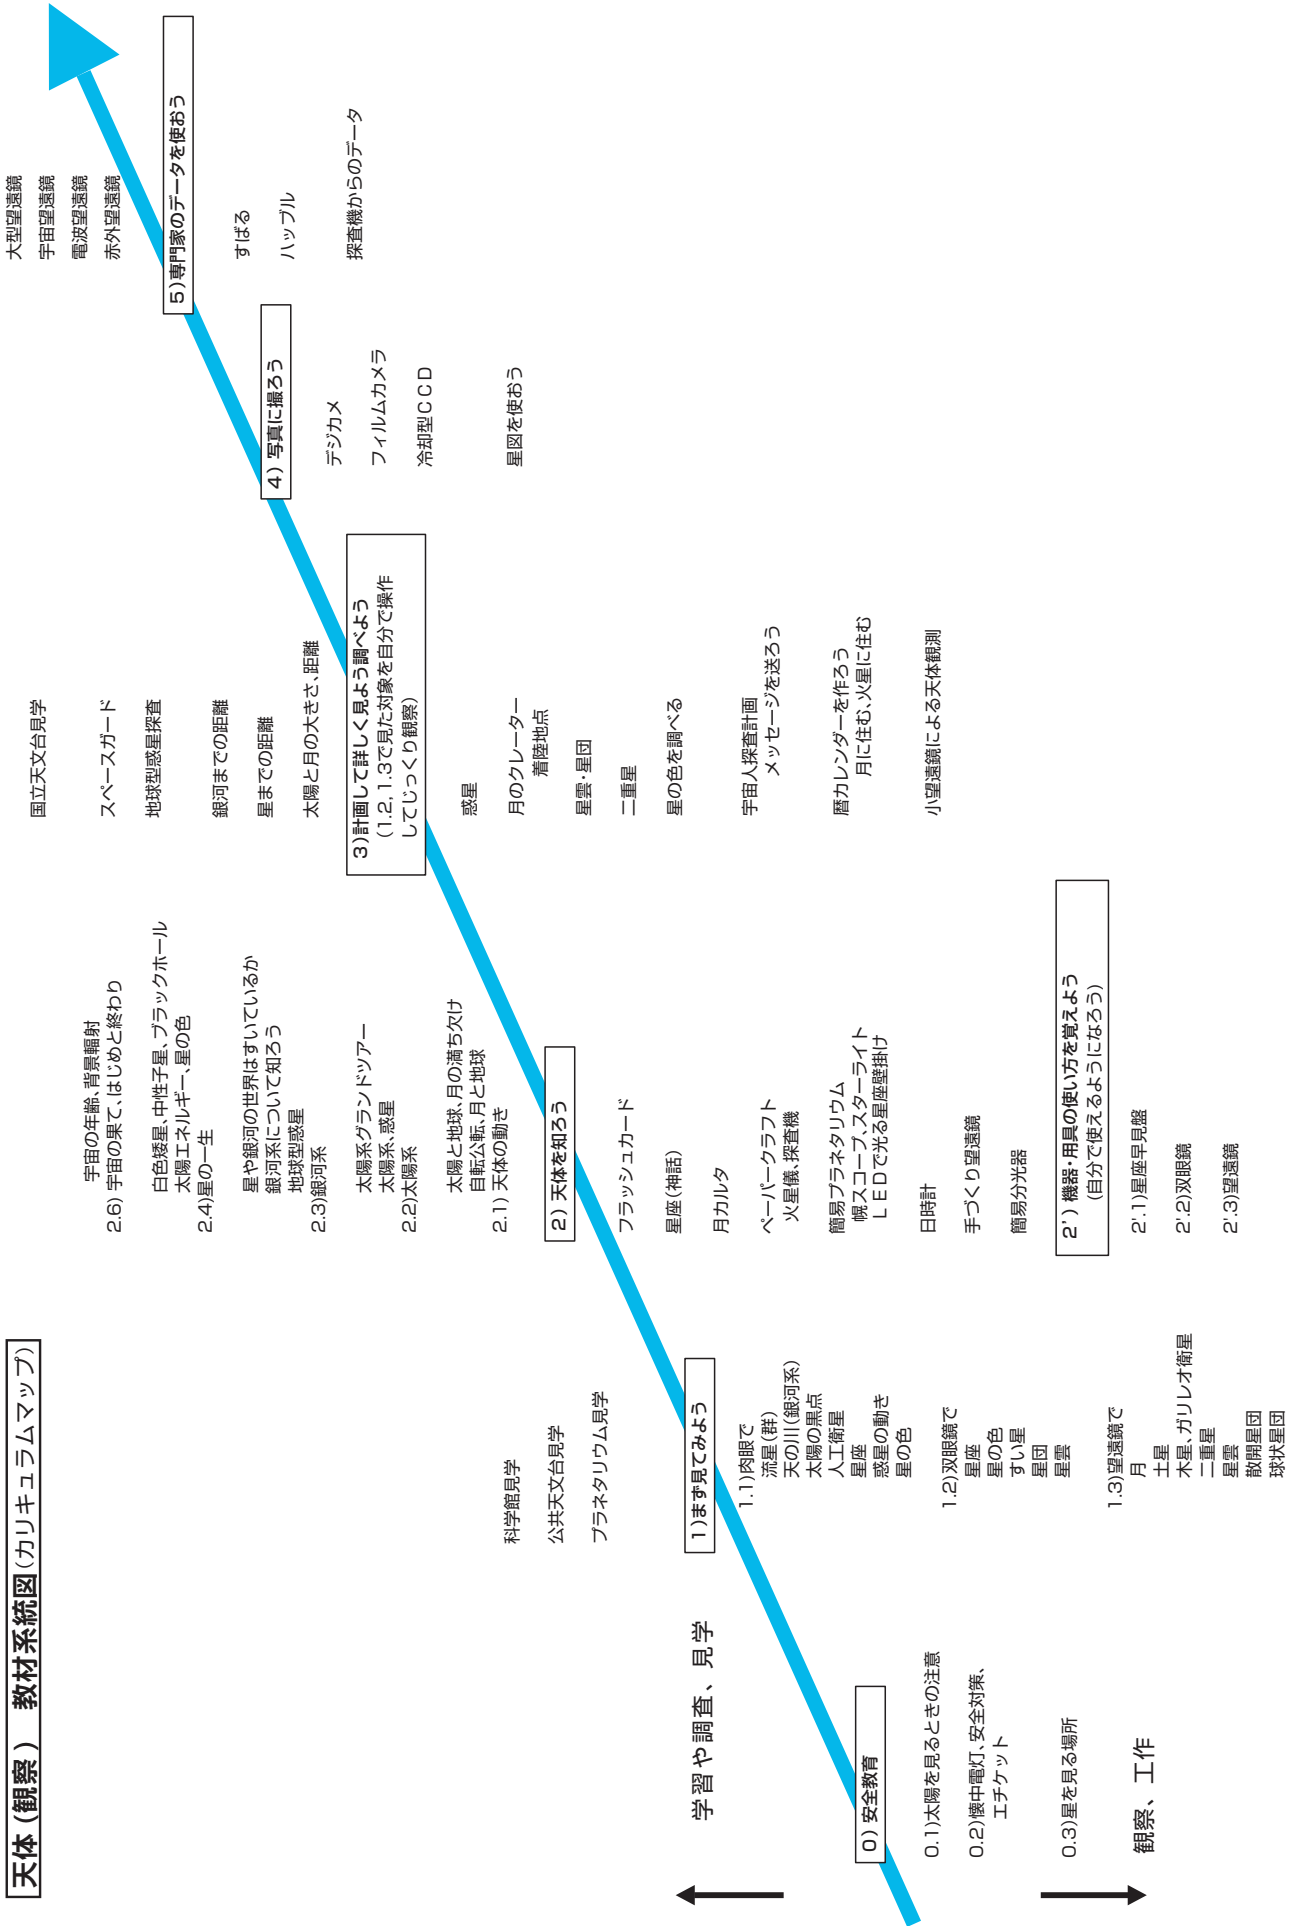 天体（観察） 教材系統図（カリキュラムマップ）
学習や調査、見学
0）安全教育
0.1)太陽を見るときの注意
0.2)懐中電灯、安全対策、
エチケット
0.3)星を見る場所
観察、工作
科学館見学
公共天文台見学
プラネタリウム見学
1)まず見てみよう
1.1)肉眼で
流星（群）
天の川（銀河系）
太陽の黒点
人工衛星
星座
惑星の動き
星の色
1.2)双眼鏡で
星座
星の色
すい星
星団
星雲
1.3)望遠鏡で
月
土星
木星、ガリレオ衛星
二重星
星雲
散開星団
球状星団
宇宙の年齢、背景輻射
2.6) 宇宙の果て、はじめと終わり
白色矮星、中性子星、ブラックホール
太陽エネルギー、星の色
2.4)星の一生
星や銀河の世界はすいているか
銀河系について知ろう
地球型惑星
2.3)銀河系
太陽系グランドツアー
太陽系、惑星
2.2)太陽系
太陽と地球、月の満ち欠け
自転公転、月と地球
2.1) 天体の動き
2）天体を知ろう
フラッシュカード
星座（神話）
月カルタ
ペーパークラフト
火星儀、探査機
簡易プラネタリウム
幌スコープ、スターライト
ＬＥＤで光る星座壁掛け
日時計
手づくり望遠鏡
簡易分光器
2'）機器・用具の使い方を覚えよう
（自分で使えるようになろう）
2'.1)星座早見盤
2'.2)双眼鏡
2'.3)望遠鏡
国立天文台見学
スペースガード
地球型惑星探査
銀河までの距離
星までの距離
太陽と月の大きさ、距離
3)計画して詳しく見よう調べよう
（1.2, 1.3で見た対象を自分で操作
してじっくり観察）
惑星
月のクレーター
着陸地点
星雲・星団
二重星
星の色を調べる
宇宙人探査計画
メッセージを送ろう
暦カレンダーを作ろう
月に住む、火星に住む
小望遠鏡による天体観測
4）写真に撮ろう
デジカメ
フィルムカメラ
冷却型ＣＣＤ
星図を使おう
大型望遠鏡
宇宙望遠鏡
電波望遠鏡
赤外望遠鏡
5)専門家のデータを使おう
すばる
ハッブル
探査機からのデータ